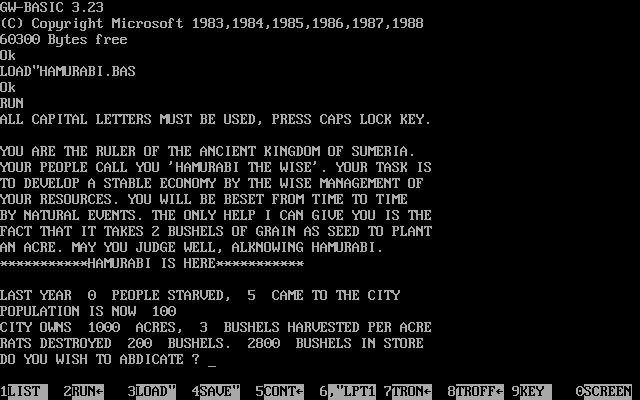 GW-BASIC 3.23
(C) Copyright Microsoft 1983,1984,1985,1986,1987,1988
60300 Bytes free
Ok
LOAD"HAMURABI.BAS
Ok
RUN
ALL CAPITAL LETTERS MUST BE USED, PRESS CAPS LOCK KEY.
YOU ARE THE RULER OF THE ANCIENT KINGDOM OF SUMERIA.
YOUR PEOPLE CALL YOU 'HAMURABI THE WISE'. YOUR TASK IS
TO DEVELOP A STABLE ECONOMY BY THE WISE MANAGEMENT OF
YOUR RESOURCES. YOU WILL BE BESET FROM TIME TO TIME
BY NATURAL EVENTS. THE ONLY HELP I CAN GIVE YOU IS THE
FACT THAT IT TAKES 2 BUSHELS OF GRAIN AS SEED TO PLANT
AN ACRE. MAY YOU JUDGE WELL, ALKNOWING HAMURABI.
***********HAMURABI IS HERE***********
LAST YEAR  0  PEOPLE STARVED,  5  CAME TO THE CITY
POPULATION IS NOW  100
CITY OWNS  1000  ACRES,  3  BUSHELS HARVESTED PER ACRE
RATS DESTROYED  200  BUSHELS.  2800  BUSHELS IN STORE
DO YOU WISH TO ABDICATE ? _
1LIST  2RUN←  3LOAD"  4SAVE"  5CONT←  6,"LPT1  7TRON←  8TROFF←  9KEY  0SCREEN